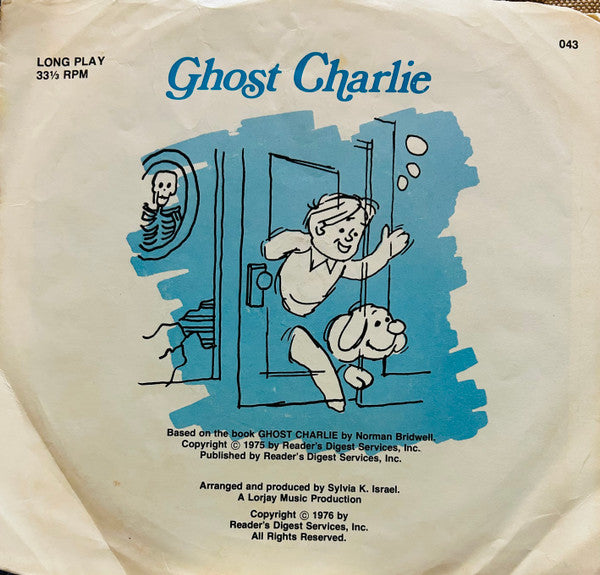 LONG PLAY
33⅓ RPM
043
Ghost Charlie
Based on the book GHOST CHARLIE by Norman Bridwell.
Copyright © 1975 by Reader's Digest Services, Inc.
Published by Reader's Digest Services, Inc.
Arranged and produced by Sylvia K. Israel.
A Lorjay Music Production
Copyright © 1976 by
Reader's Digest Services, Inc.
All Rights Reserved.